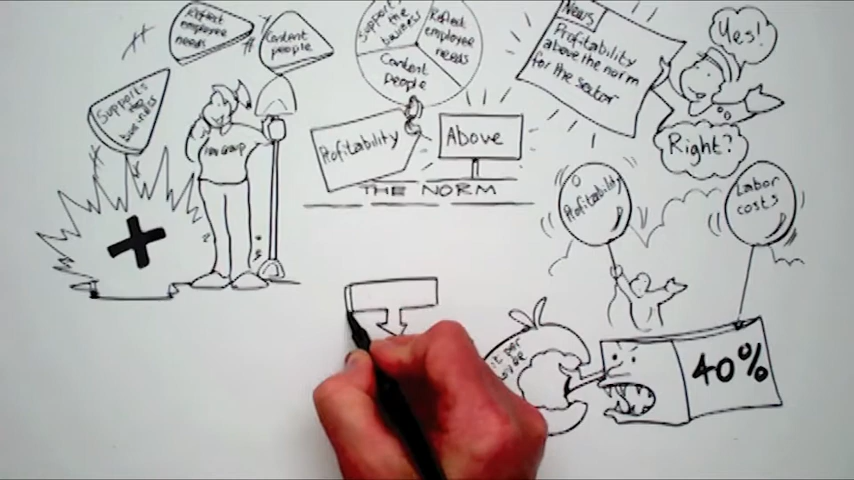 Reflect
employee
needs
Content
people
Supports
the
business
Support
the
business
Reflect
employee
needs
Content
people
Profitability
Above
THE NORM
News
Profitability
above the norm
for the sector
Yes!
Right?
Profitability
Labor
costs
40%
per